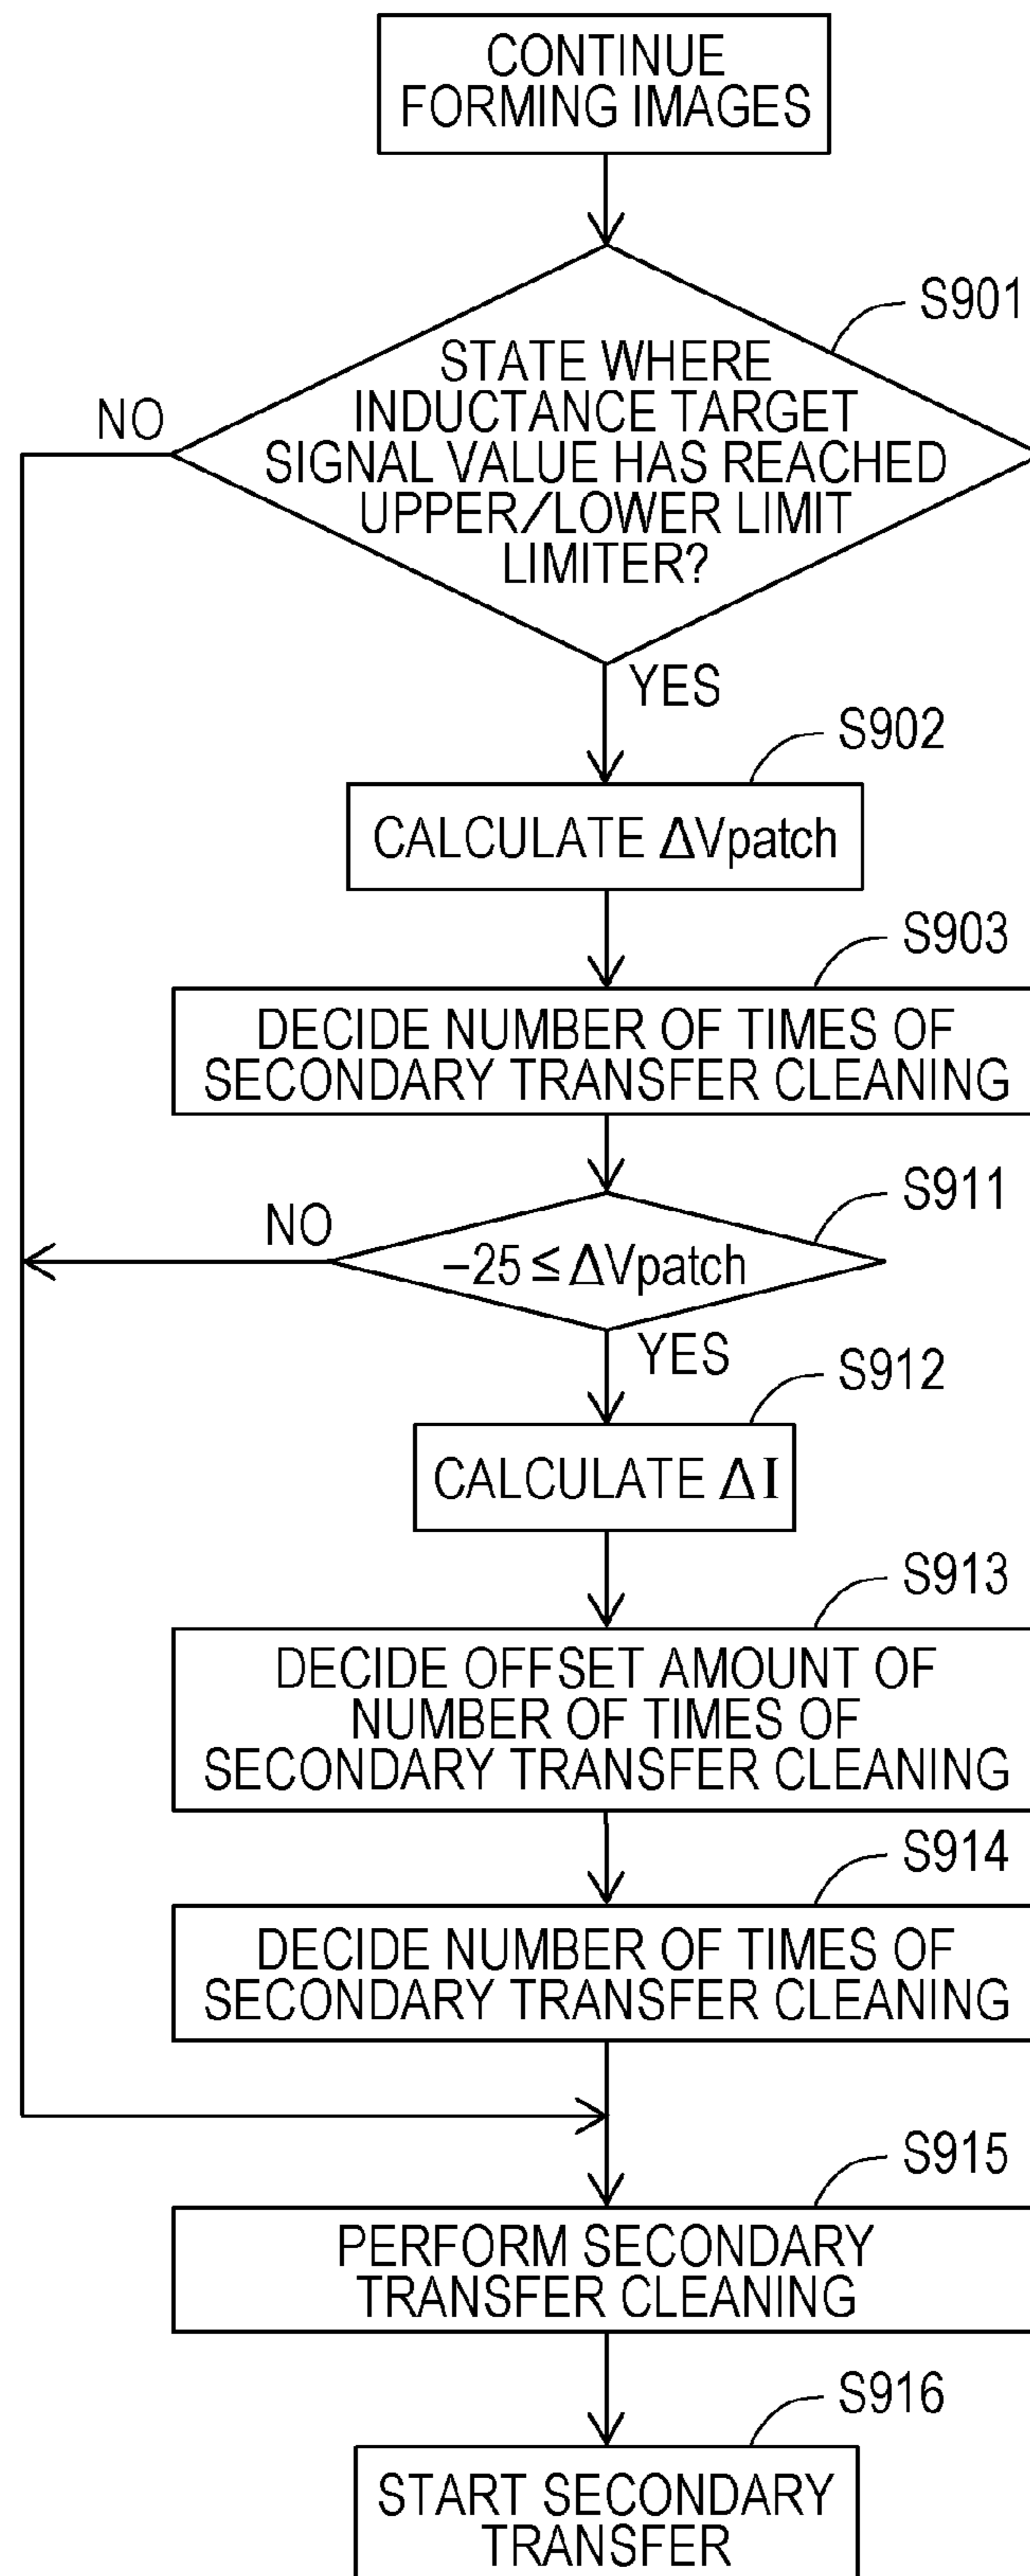 CONTINUE
FORMING IMAGES
S901
STATE WHERE
INDUCTANCE TARGET
SIGNAL VALUE HAS REACHED
UPPER/LOWER LIMIT
LIMITER?
NO
YES
S902
CALCULATE ΔVpatch
S903
DECIDE NUMBER OF TIMES OF
SECONDARY TRANSFER CLEANING
S911
NO
–25 ≤ ΔVpatch
YES
S912
CALCULATE ΔI
S913
DECIDE OFFSET AMOUNT OF
NUMBER OF TIMES OF
SECONDARY TRANSFER CLEANING
S914
DECIDE NUMBER OF TIMES OF
SECONDARY TRANSFER CLEANING
S915
PERFORM SECONDARY
TRANSFER CLEANING
S916
START SECONDARY
TRANSFER